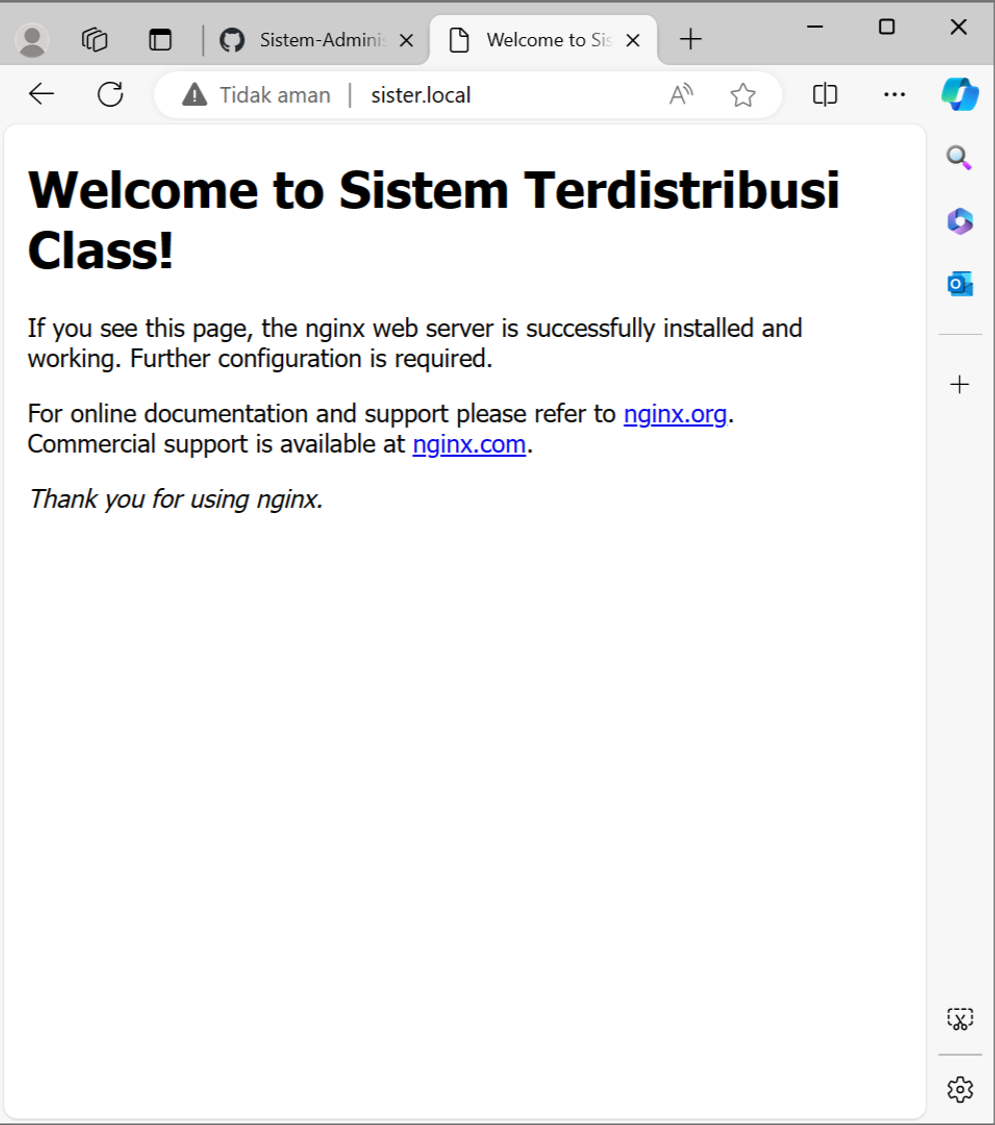 Sistem-Adminis
Welcome to Sis
Tidak aman
sister.local
Welcome to Sistem Terdistribusi
Class!
If you see this page, the nginx web server is successfully installed and
working. Further configuration is required.
For online documentation and support please refer to nginx.org.
Commercial support is available at nginx.com.
Thank you for using nginx.